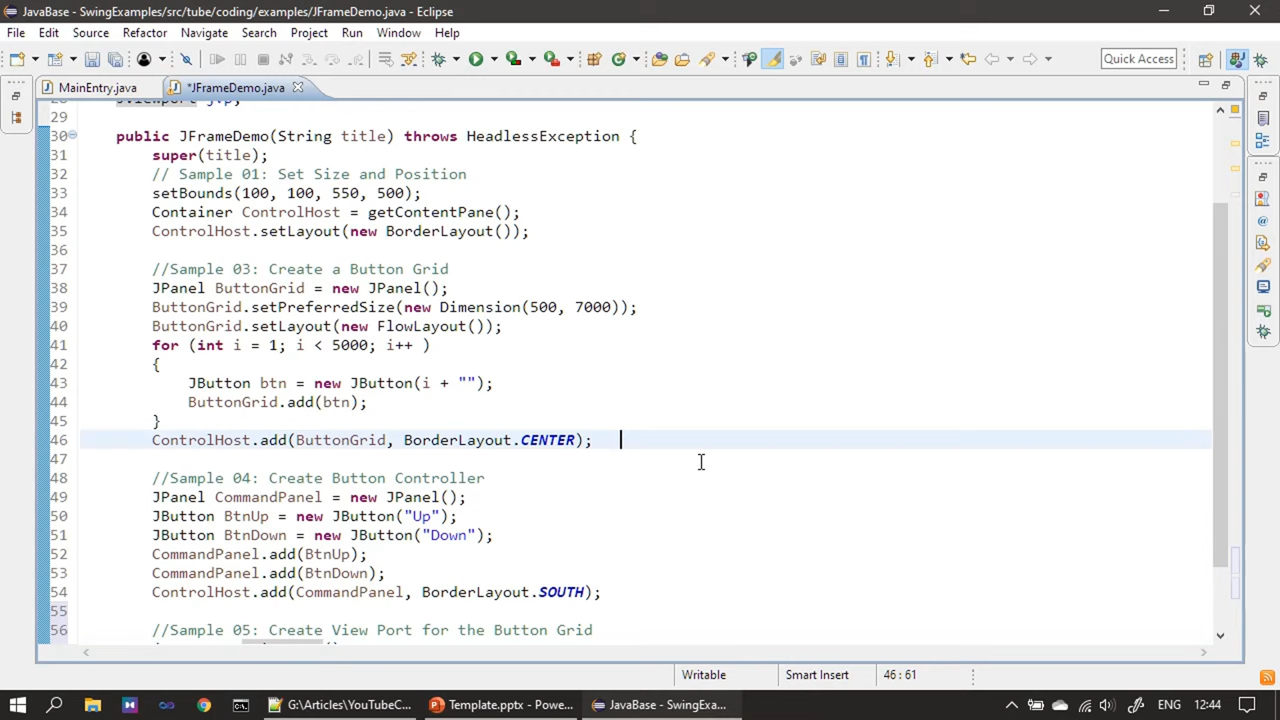 JavaBase - SwingExamples/src/tube/coding/examples/JFrameDemo.java - Eclipse
File Edit Source Refactor Navigate Search Project Run Window Help
Quick Access
MainEntry.java *JFrameDemo.java
29
30 public JFrameDemo(String title) throws HeadlessException {
31 super(title);
32 // Sample 01: Set Size and Position
33 setBounds(100, 100, 550, 500);
34 Container ControlHost = getContentPane();
35 ControlHost.setLayout(new BorderLayout());
36
37 //Sample 03: Create a Button Grid
38 JPanel ButtonGrid = new JPanel();
39 ButtonGrid.setPreferredSize(new Dimension(500, 7000));
40 ButtonGrid.setLayout(new FlowLayout());
41 for (int i = 1; i < 5000; i++ )
42 {
43 JButton btn = new JButton(i + "");
44 ButtonGrid.add(btn);
45 }
46 ControlHost.add(ButtonGrid, BorderLayout.CENTER);
47
48 //Sample 04: Create Button Controller
49 JPanel CommandPanel = new JPanel();
50 JButton BtnUp = new JButton("Up");
51 JButton BtnDown = new JButton("Down");
52 CommandPanel.add(BtnUp);
53 CommandPanel.add(BtnDown);
54 ControlHost.add(CommandPanel, BorderLayout.SOUTH);
55
56 //Sample 05: Create View Port for the Button Grid
Writable Smart Insert 46 : 61
G:\Articles\YouTubeC... Template.pptx - Powe... JavaBase - SwingExa... ENG 12:44